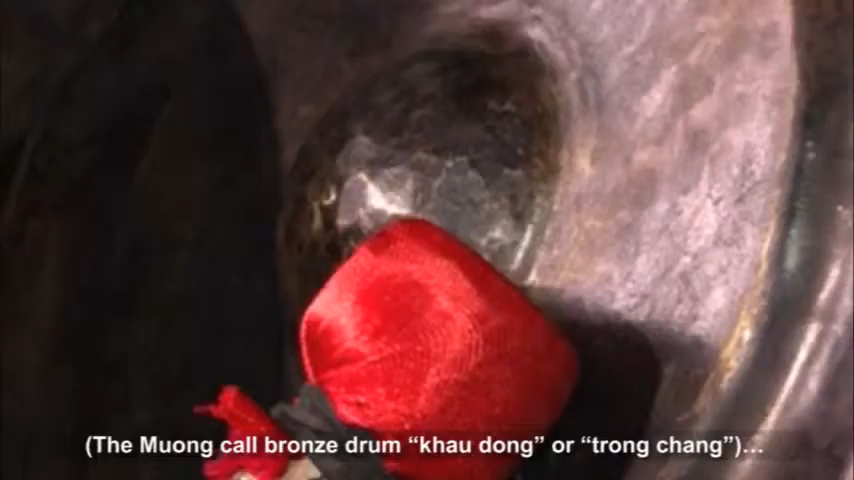 (The Muong call bronze drum “khau dong” or “trong chang”)…